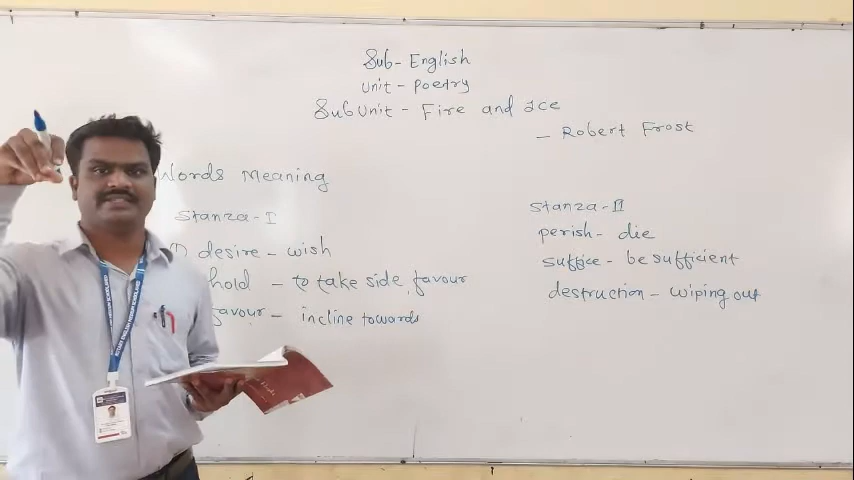 Sub- English
Unit - Poetry
SubUnit - Fire and Ice
- Robert Frost
Words Meaning
Stanza-I
desire - wish
hold - to take side, favour
favour - incline towards
Stanza-II
perish- die
suffice - be sufficient
destruction - wiping out